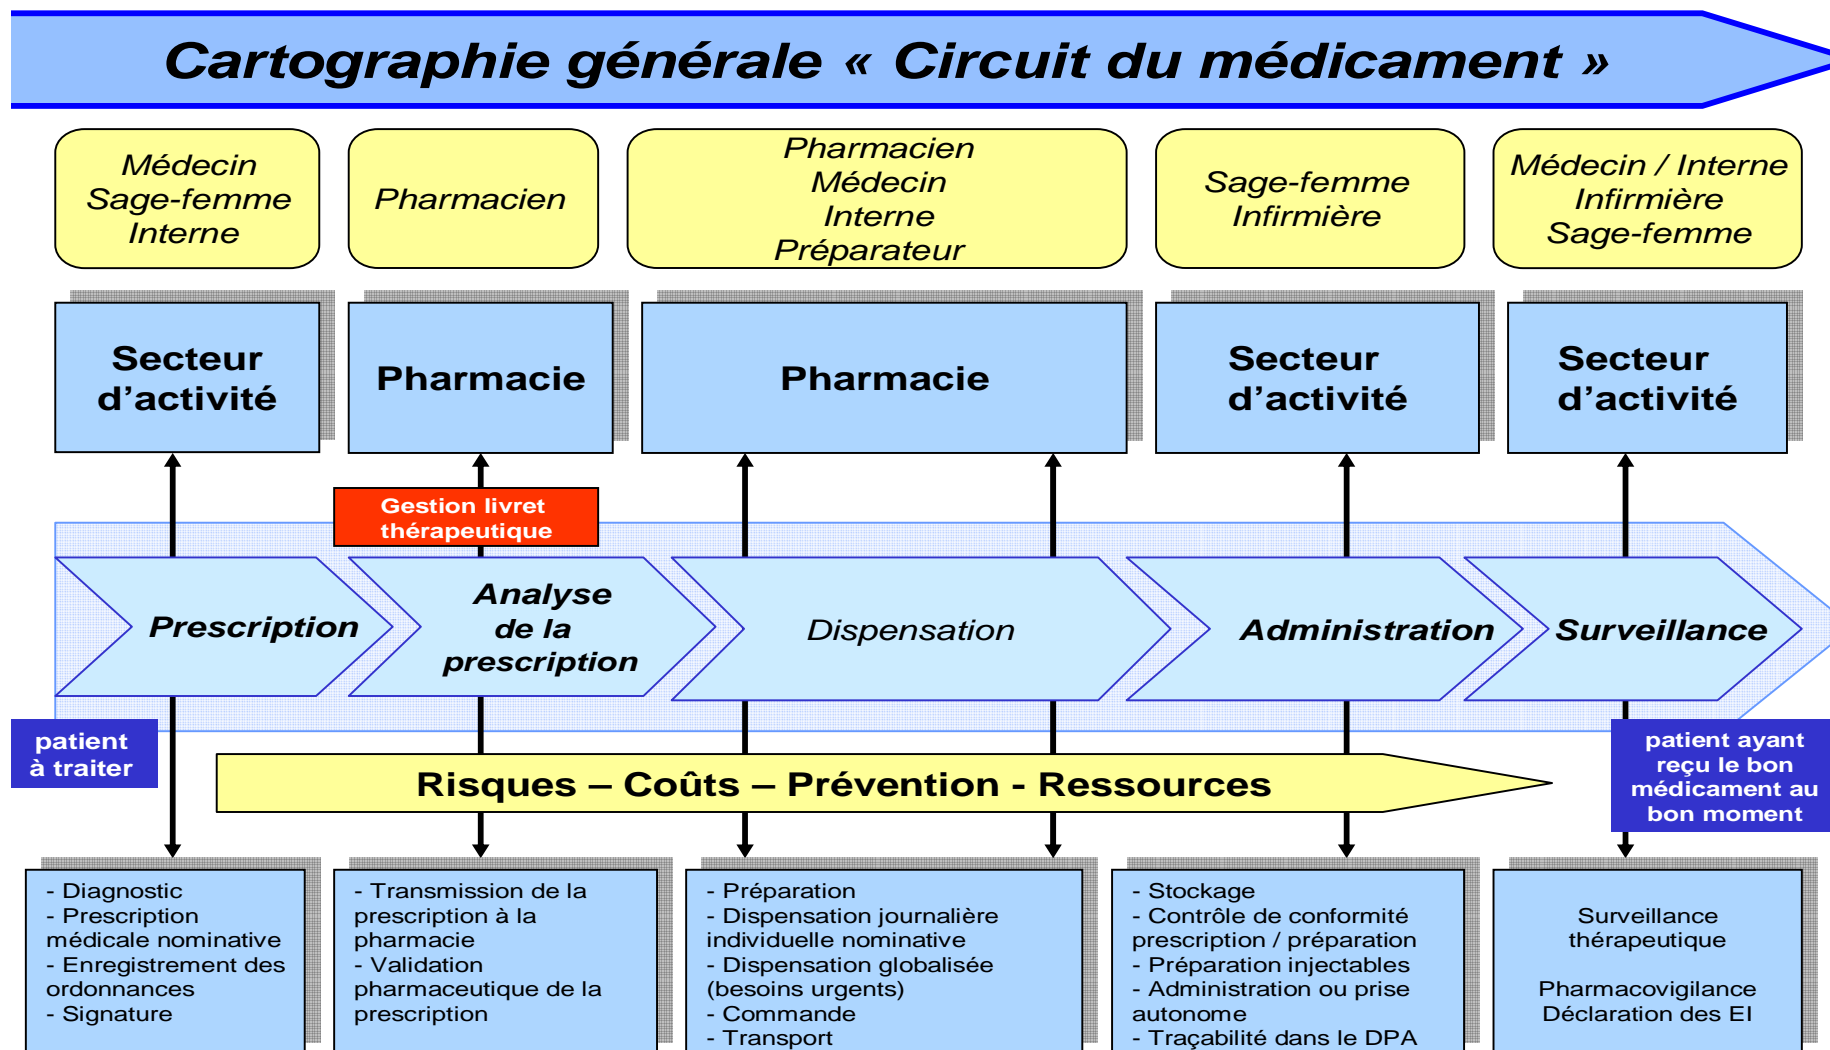 Cartographie générale « Circuit du médicament »
Médecin
Sage-femme
Interne
Pharmacien
Pharmacien
Médecin
Interne
Préparateur
Sage-femme
Infirmière
Médecin / Interne
Infirmière
Sage-femme
Secteur
d’activité
Pharmacie
Pharmacie
Secteur
d’activité
Secteur
d’activité
Gestion livret
thérapeutique
Prescription
Analyse
de la
prescription
Dispensation
Administration
Surveillance
patient
à traiter
Risques – Coûts – Prévention - Ressources
patient ayant
reçu le bon
médicament au
bon moment
- Diagnostic
- Prescription
médicale nominative
- Enregistrement des
ordonnances
- Signature
- Transmission de la
prescription à la
pharmacie
- Validation
pharmaceutique de la
prescription
- Préparation
- Dispensation journalière
individuelle nominative
- Dispensation globalisée
(besoins urgents)
- Commande
- Transport
- Stockage
- Contrôle de conformité
prescription / préparation
- Préparation injectables
- Administration ou prise
autonome
- Traçabilité dans le DPA
Surveillance
thérapeutique
Pharmacovigilance
Déclaration des EI